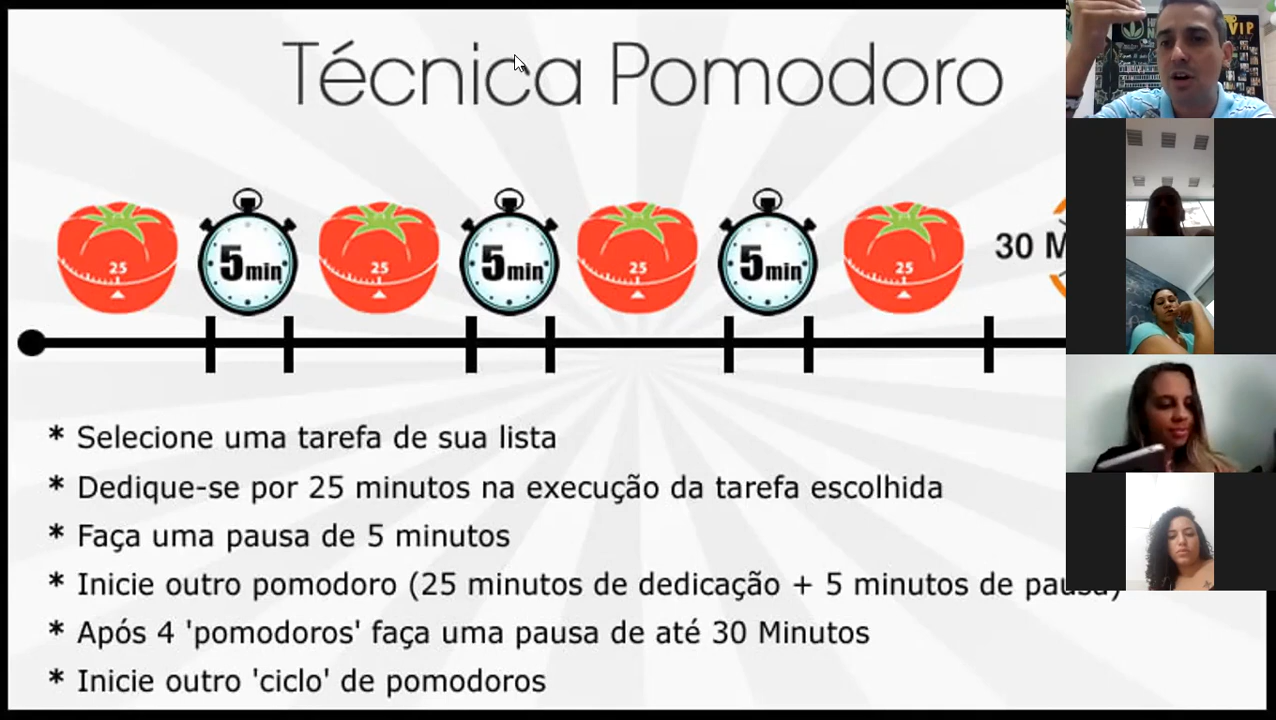 Técnica Pomodoro
VIP
25
5min
25
5min
25
5min
25
30 M
* Selecione uma tarefa de sua lista
* Dedique-se por 25 minutos na execução da tarefa escolhida
* Faça uma pausa de 5 minutos
* Inicie outro pomodoro (25 minutos de dedicação + 5 minutos de pausa)
* Após 4 'pomodoros' faça uma pausa de até 30 Minutos
* Inicie outro 'ciclo' de pomodoros